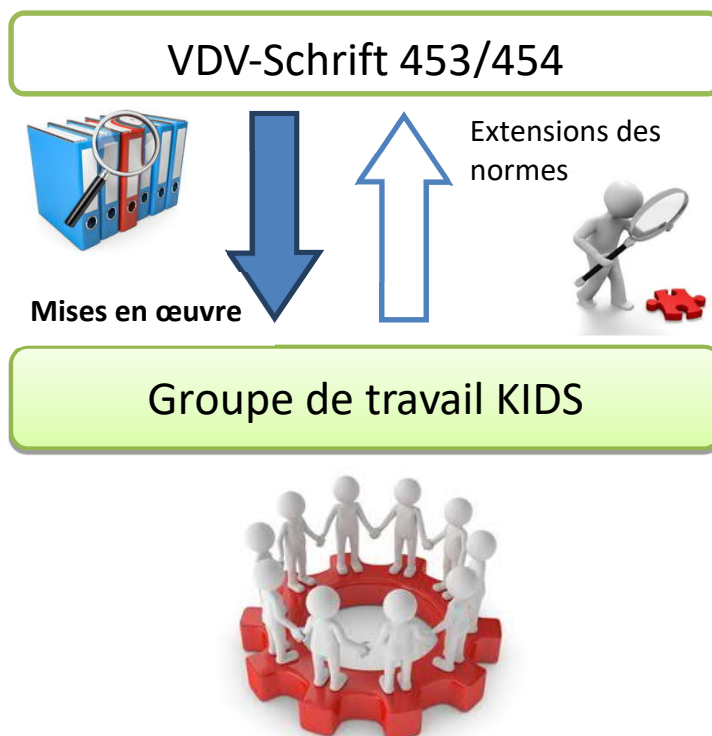 VDV-Schrift 453/454
Extensions des
normes
Mises en œuvre
Groupe de travail KIDS